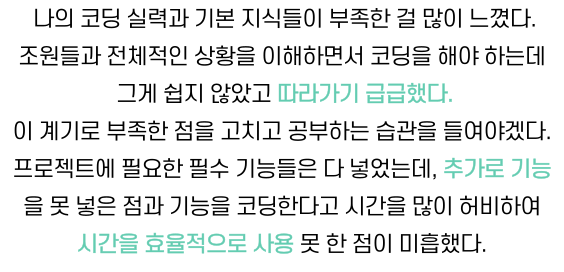 나의 코딩 실력과 기본 지식들이 부족한 걸 많이 느꼈다.
조원들과 전체적인 상황을 이해하면서 코딩을 해야 하는데
그게 쉽지 않았고 따라가기 급급했다.
이 계기로 부족한 점을 고치고 공부하는 습관을 들여야겠다.
프로젝트에 필요한 필수 기능들은 다 넣었는데, 추가로 기능
을 못 넣은 점과 기능을 코딩한다고 시간을 많이 허비하여
시간을 효율적으로 사용 못 한 점이 미흡했다.